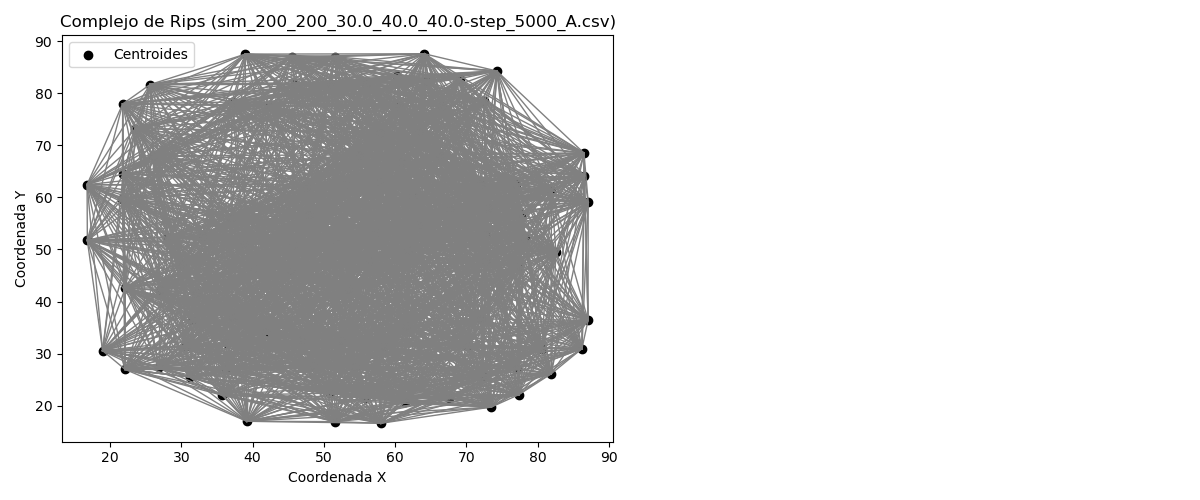 Complejo de Rips (sim_200_200_30.0_40.0_40.0-step_5000_A.csv)
Centroides
90
80
70
60
50
40
30
20
Coordenada Y
20 30 40 50 60 70 80 90
Coordenada X